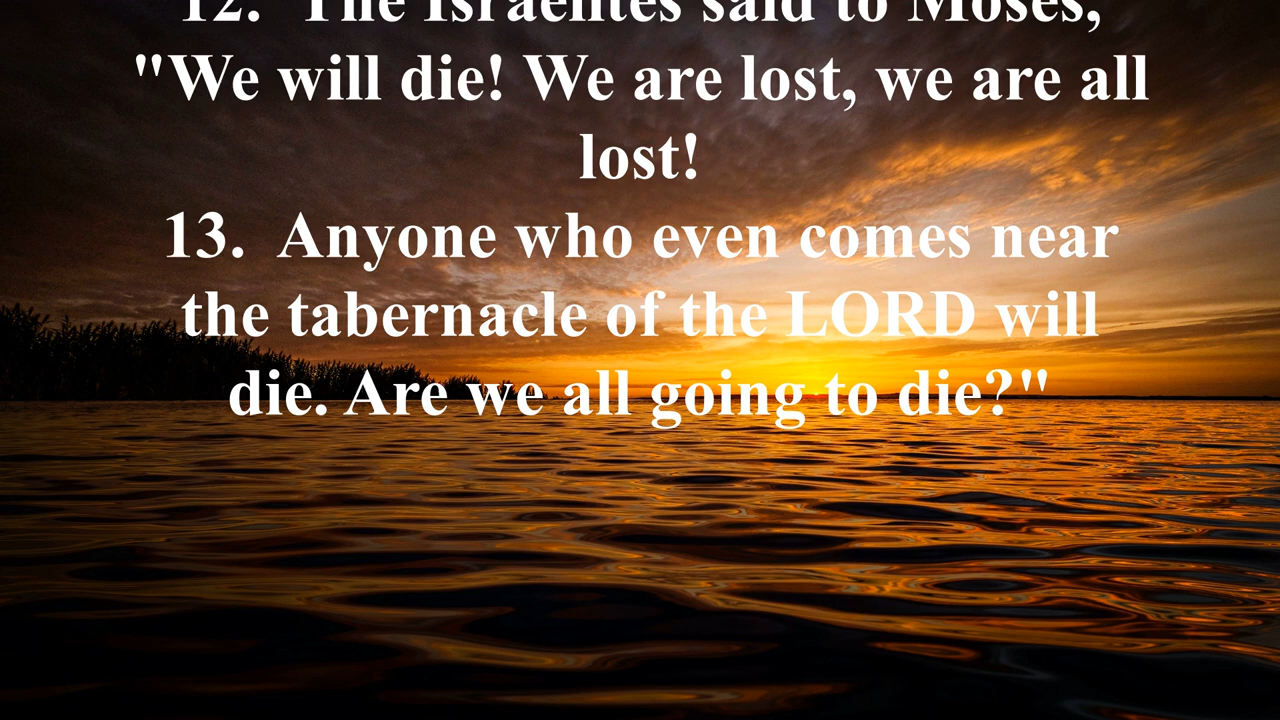 12. The Israelites said to Moses,
"We will die! We are lost, we are all
lost!
13. Anyone who even comes near
the tabernacle of the LORD will
die. Are we all going to die?"